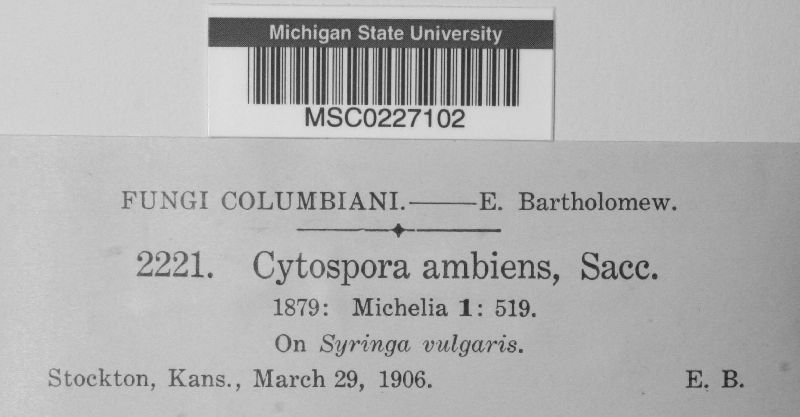 Michigan State University
MSC0227102
FUNGI COLUMBIANI.——E. Bartholomew.
2221. Cytospora ambiens, Sacc.
1879: Michelia 1: 519.
On Syringa vulgaris.
Stockton, Kans., March 29, 1906. E. B.